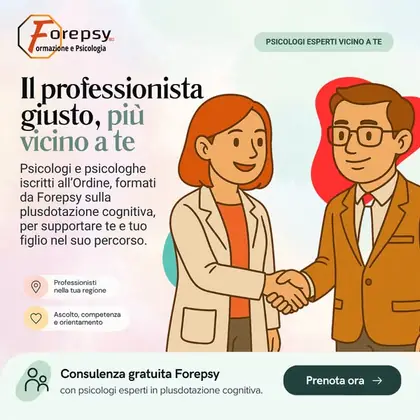 Forepsy
Formazione e Psicologia
PSICOLOGI ESPERTI VICINO A TE
Il professionista
giusto, più
vicino a te
Psicologi e psicologhe
iscritti all'Ordine, formati
da Forepsy sulla
plusdotazione cognitiva,
per supportare te e tuo
figlio nel suo percorso.
Professionisti
nella tua regione
Ascolto, competenza
e orientamento
Consulenza gratuita Forepsy
con psicologi esperti in plusdotazione cognitiva.
Prenota ora →